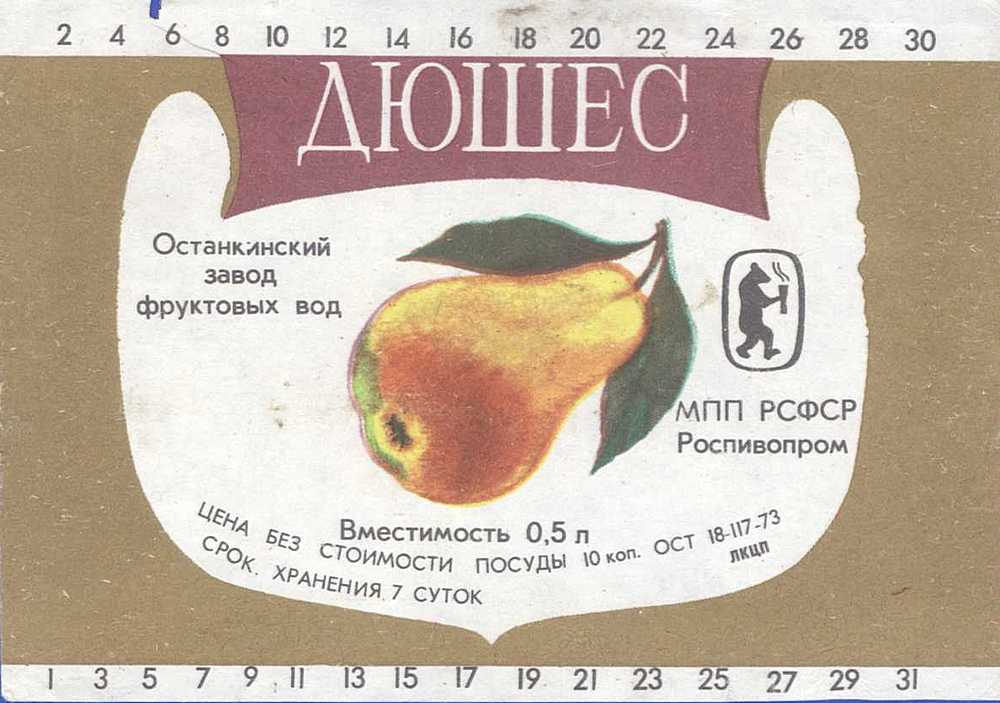 2 4 6 8 10 12 14 16 18 20 22 24 26 28 30
ДЮШЕС
Останкинский
завод
фруктовых вод
МПП РСФСР
Роспивопром
Вместимость 0,5 л
ЦЕНА БЕЗ СТОИМОСТИ ПОСУДЫ 10 коп. ОСТ 18-117-73
ЛКЦП
СРОК. ХРАНЕНИЯ 7 СУТОК
1 3 5 7 9 11 13 15 17 19 21 23 25 27 29 31